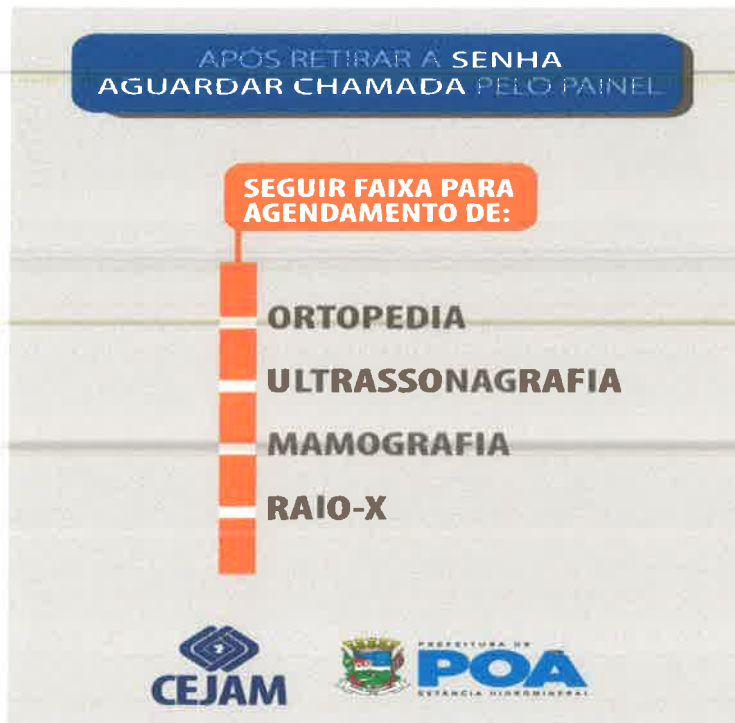 APÓS RETIRAR A SENHA
AGUARDAR CHAMADA PELO PAINEL
SEGUIR FAIXA PARA
AGENDAMENTO DE:
ORTOPEDIA
ULTRASSONAGRAFIA
MAMOGRAFIA
RAIO-X
CEJAM
PREFEITURA DE
POÁ
ESTÂNCIA HIDROMINERAL